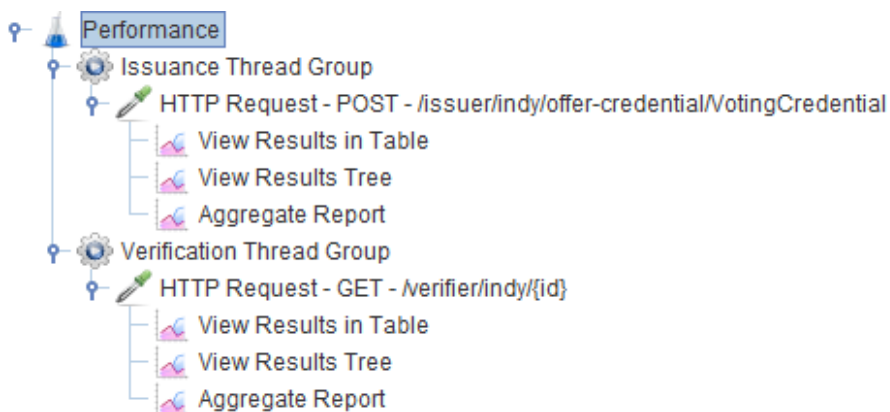 Performance
Issuance Thread Group
HTTP Request - POST - /issuer/indy/offer-credential/VotingCredential
View Results in Table
View Results Tree
Aggregate Report
Verification Thread Group
HTTP Request - GET - /verifier/indy/{id}
View Results in Table
View Results Tree
Aggregate Report